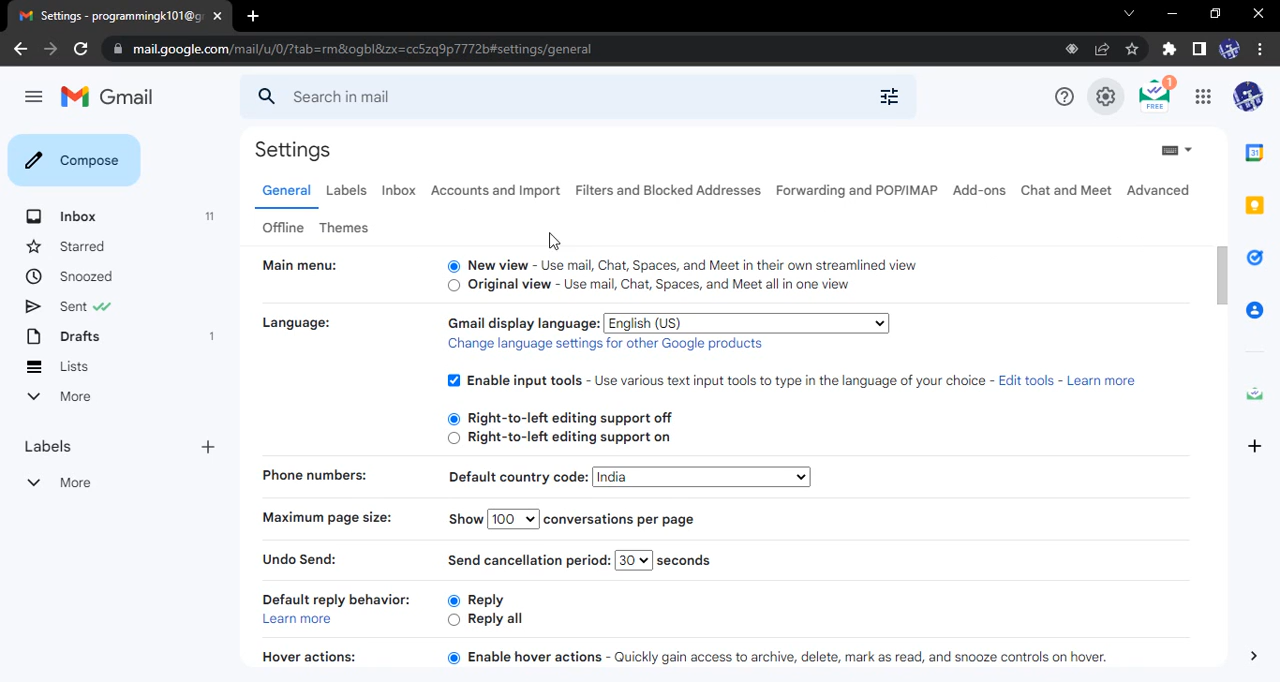 Settings - programmingk101@g
mail.google.com/mail/u/0/?tab=rm&ogbl&zx=cc5zq9p7772b#settings/general
Gmail
Search in mail
1
FREE
Compose
Inbox 11
Starred
Snoozed
Sent
Drafts 1
Lists
More
Labels
More
Settings
General Labels Inbox Accounts and Import Filters and Blocked Addresses Forwarding and POP/IMAP Add-ons Chat and Meet Advanced
Offline Themes
Main menu: New view - Use mail, Chat, Spaces, and Meet in their own streamlined view
Original view - Use Mail, Chat, Spaces, and Meet all in one view
Language: Gmail display language: English (US)
Change language settings for other Google products
Enable input tools - Use various text input tools to type in the language of your choice - Edit tools - Learn more
Right-to-left editing support off
Right-to-left editing support on
Phone numbers: Default country code: India
Maximum page size: Show 100 conversations per page
Undo Send: Send cancellation period: 30 seconds
Default reply behavior: Reply
Learn more Reply all
Hover actions: Enable hover actions - Quickly gain access to archive, delete, mark as read, and snooze controls on hover.
31